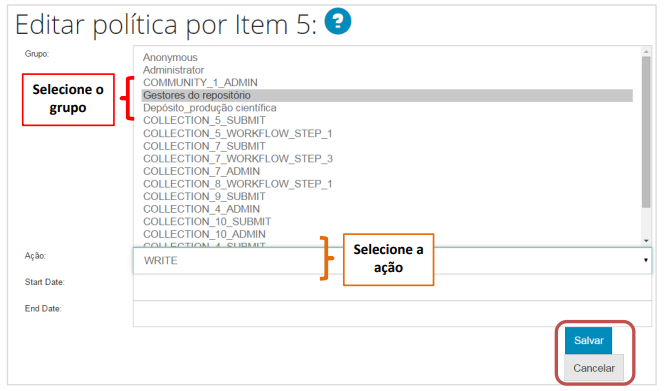 Editar política por Item 5: ?
Grupo:
Anonymous
Administrator
COMMUNITY_1_ADMIN
Gestores do repositório
Depósito_produção científica
COLLECTION_5_SUBMIT
COLLECTION_5_WORKFLOW_STEP_1
COLLECTION_7_SUBMIT
COLLECTION_7_WORKFLOW_STEP_3
COLLECTION_7_ADMIN
COLLECTION_8_WORKFLOW_STEP_1
COLLECTION_9_SUBMIT
COLLECTION_4_ADMIN
COLLECTION_10_SUBMIT
COLLECTION_10_ADMIN
COLLECTION_4_SUBMIT
Selecione o
grupo
Ação:
WRITE
Selecione a
ação
Start Date:
End Date:
Salvar
Cancelar